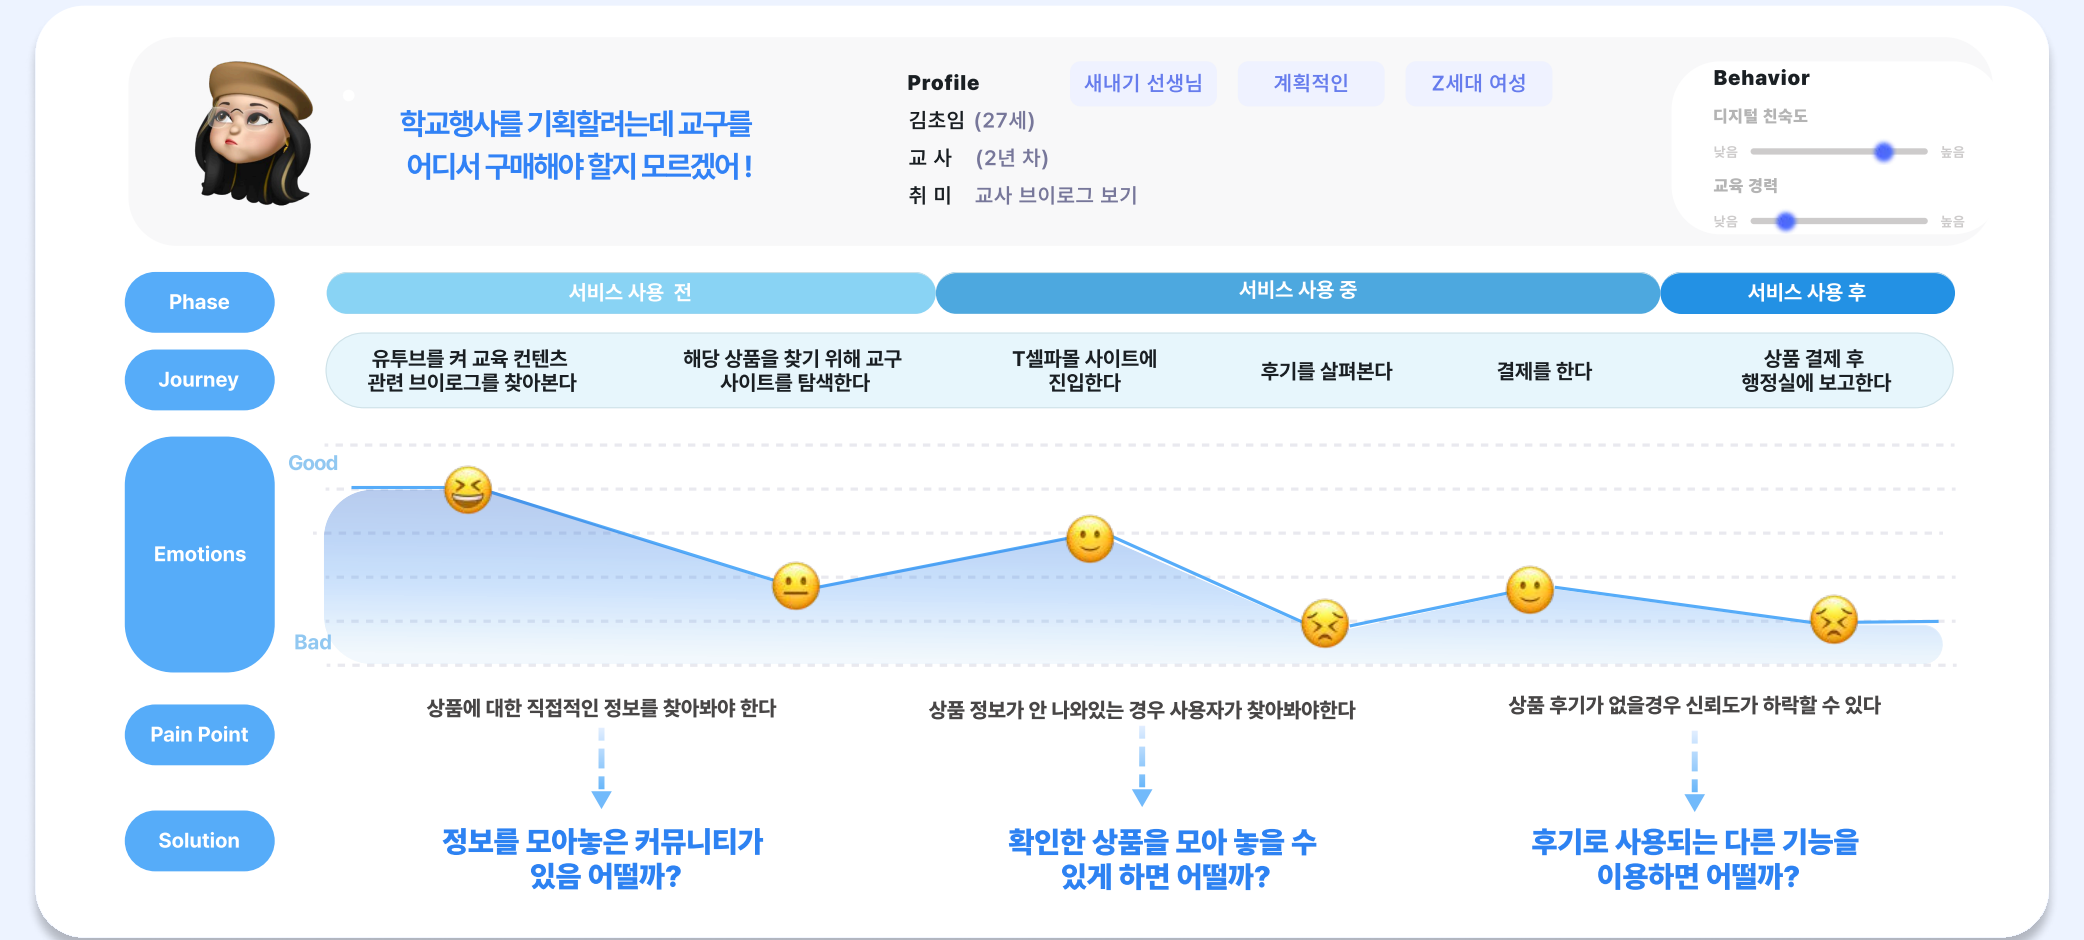 학교행사를 기획할려는데 교구를
어디서 구매해야 할지 모르겠어 !
Profile
새내기 선생님
계획적인
Z세대 여성
김초임 (27세)
교 사 (2년 차)
취 미 교사 브이로그 보기
Behavior
디지털 친숙도
낮음 높음
교육 경력
낮음 높음
Phase
서비스 사용 전
서비스 사용 중
서비스 사용 후
Journey
유투브를 켜 교육 컨텐츠
관련 브이로그를 찾아본다
해당 상품을 찾기 위해 교구
사이트를 탐색한다
T셀파몰 사이트에
진입한다
후기를 살펴본다
결제를 한다
상품 결제 후
행정실에 보고한다
Emotions
Good
Bad
Pain Point
상품에 대한 직접적인 정보를 찾아봐야 한다
상품 정보가 안 나와있는 경우 사용자가 찾아봐야한다
상품 후기가 없을경우 신뢰도가 하락할 수 있다
Solution
정보를 모아놓은 커뮤니티가
있음 어떨까?
확인한 상품을 모아 놓을 수
있게 하면 어떨까?
후기로 사용되는 다른 기능을
이용하면 어떨까?